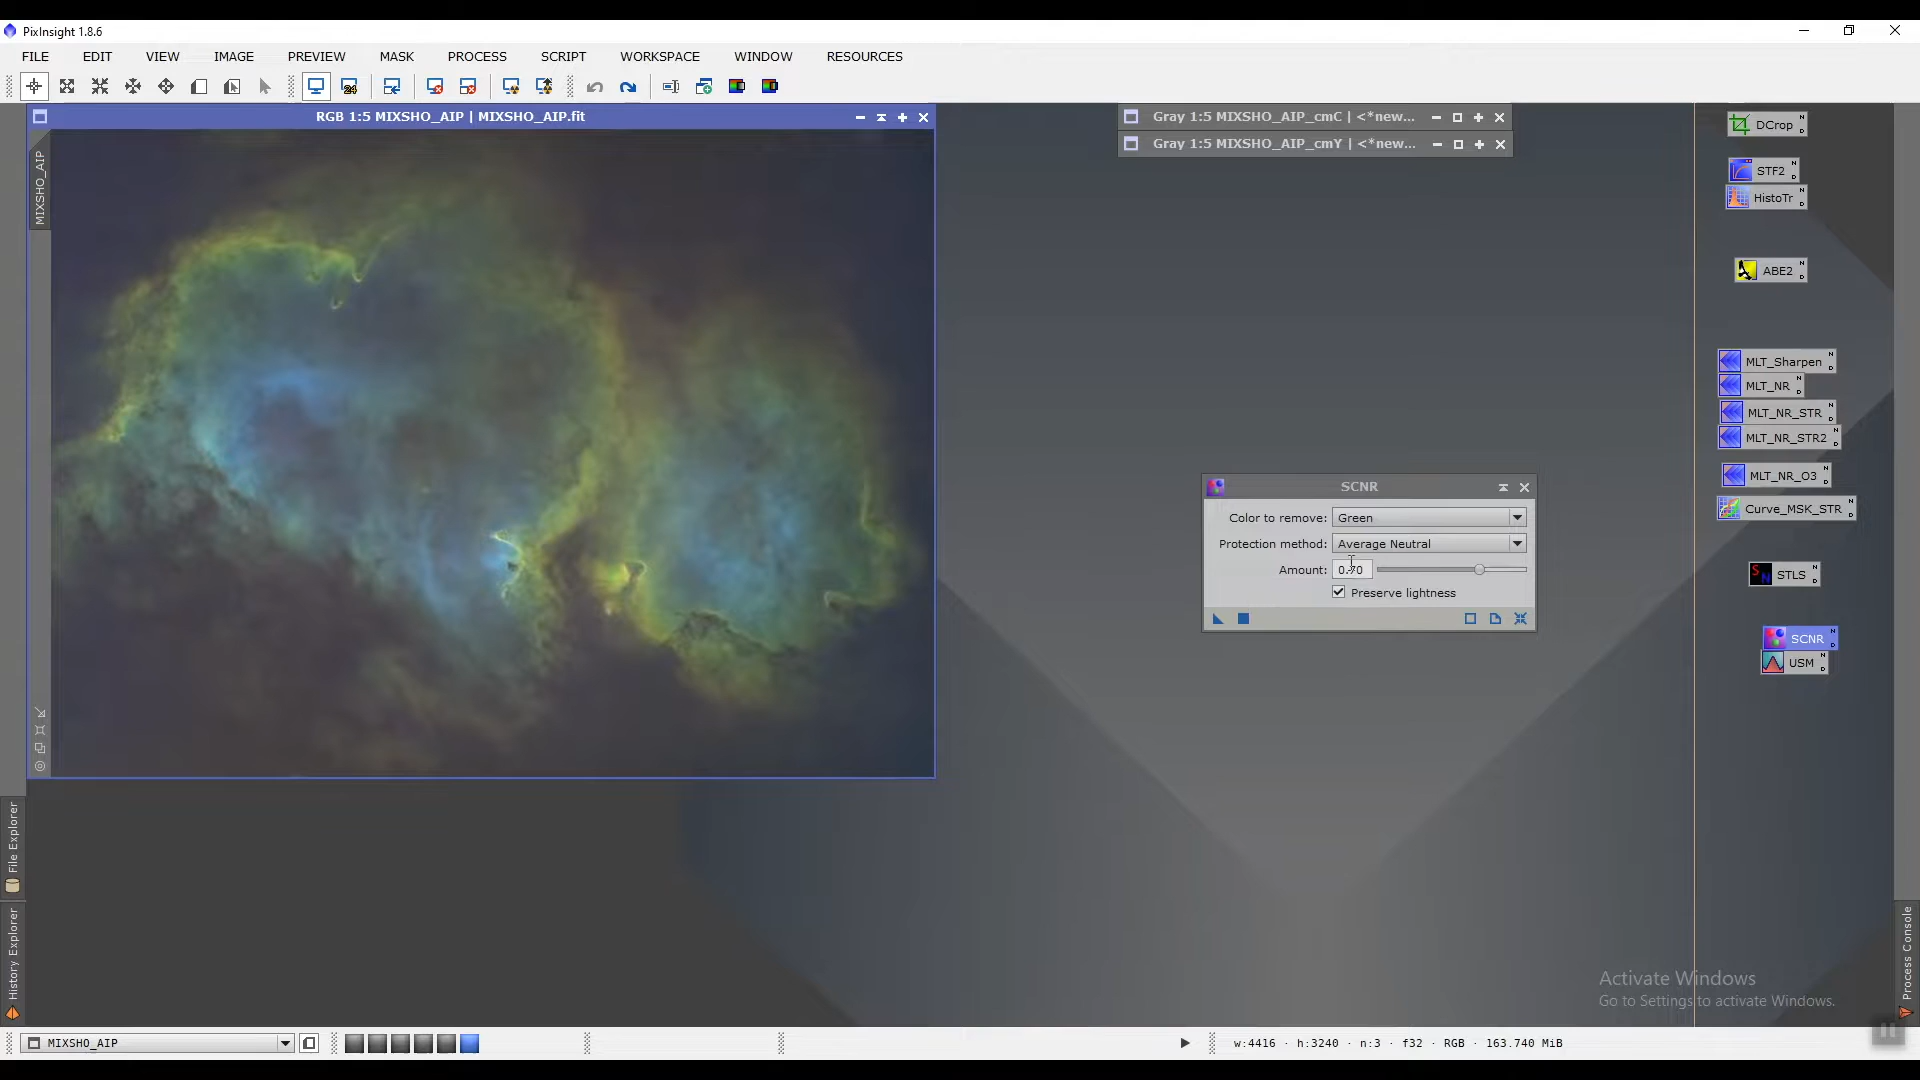 PixInsight 1.8.6
FILE EDIT VIEW IMAGE PREVIEW MASK PROCESS SCRIPT WORKSPACE WINDOW RESOURCES
24
RGB 1:5 MIXSHO_AIP | MIXSHO_AIP.fit
MIXSHO_AIP
Gray 1:5 MIXSHO_AIP_cmC | <*new...
Gray 1:5 MIXSHO_AIP_cmY | <*new...
DCrop
STF2
HistoTr
ABE2
MLT_Sharpen
MLT_NR
MLT_NR_STR
MLT_NR_STR2
MLT_NR_O3
Curve_MSK_STR
STLS
SCNR
USM
SCNR
Color to remove: Green
Protection method: Average Neutral
Amount: 0.70
Preserve lightness
File Explorer
History Explorer
Process Console
Activate Windows
Go to Settings to activate Windows.
MIXSHO_AIP
w:4416 · h:3240 · n:3 · f32 · RGB · 163.740 MiB